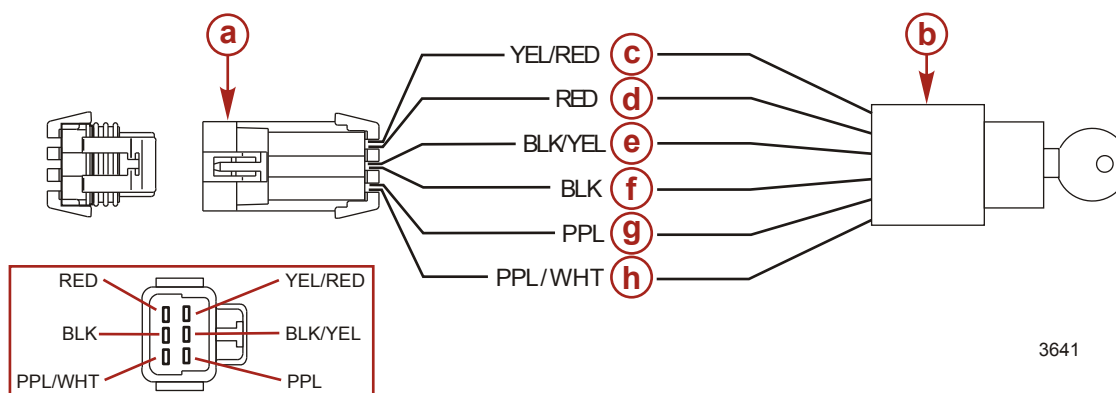 a
b
YEL/RED c
RED d
BLK/YEL e
BLK f
PPL g
PPL/WHT h
RED YEL/RED
BLK BLK/YEL
PPL/WHT PPL
3641